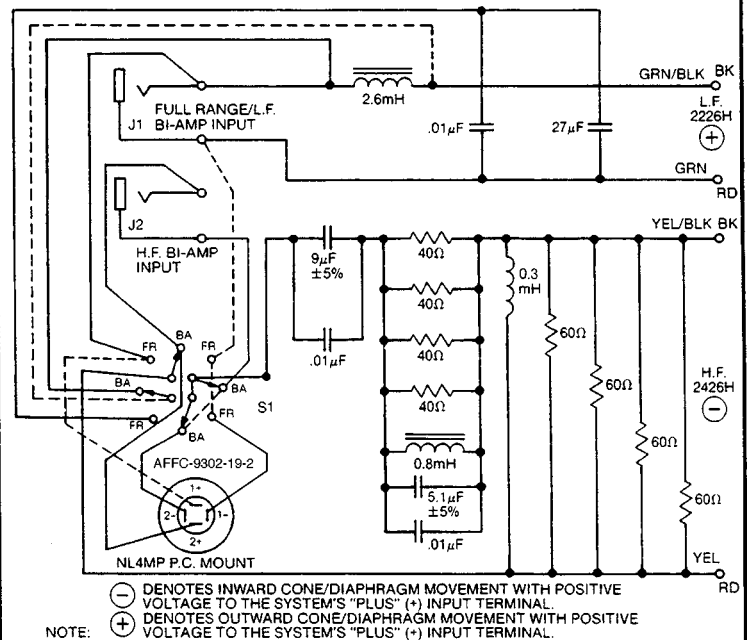 GRN/BLK BK
L.F.
2226H
+
2.6mH
FULL RANGE/L.F.
BI-AMP INPUT
J1
.01µF
27µF
GRN
RD
J2
H.F. BI-AMP
INPUT
YEL/BLK BK
9µF
±5%
.01µF
40Ω
40Ω
40Ω
40Ω
0.3
mH
60Ω
60Ω
60Ω
60Ω
H.F.
2426H
−
FR
BA
FR
BA
BA
FR
BA
FR
S1
0.8mH
5.1µF
±5%
.01µF
AFFC-9302-19-2
1+
2−
1−
2+
NL4MP P.C. MOUNT
YEL
RD
− DENOTES INWARD CONE/DIAPHRAGM MOVEMENT WITH POSITIVE
VOLTAGE TO THE SYSTEM'S "PLUS" (+) INPUT TERMINAL.
+ DENOTES OUTWARD CONE/DIAPHRAGM MOVEMENT WITH POSITIVE
NOTE: VOLTAGE TO THE SYSTEM'S "PLUS" (+) INPUT TERMINAL.